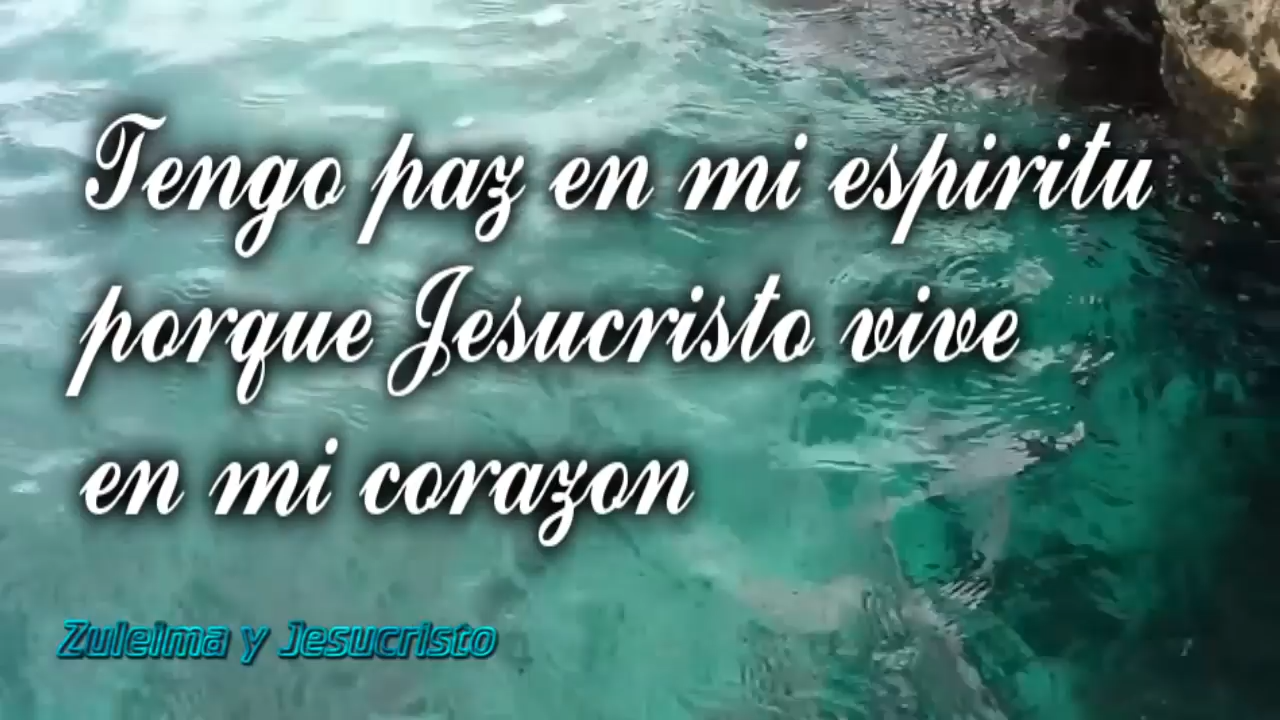 Tengo paz en mi espiritu
porque Jesucristo vive
en mi corazon
Zuleima y Jesucristo